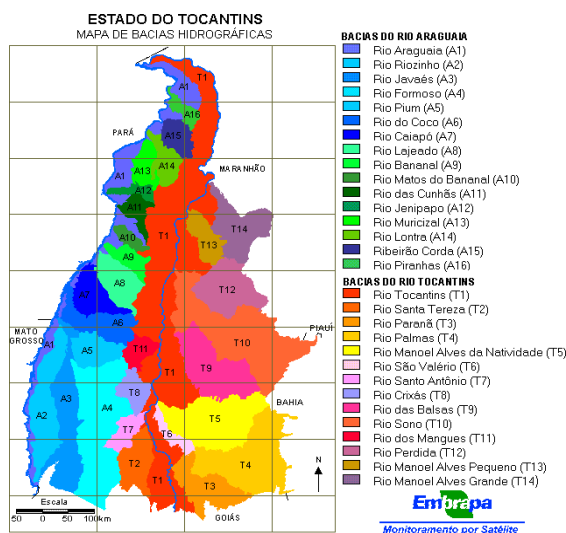 ESTADO DO TOCANTINS
MAPA DE BACIAS HIDROGRÁFICAS
BACIAS DO RIO ARAGUAIA
Rio Araguaia (A1)
Rio Riozinho (A2)
Rio Javaés (A3)
Rio Formoso (A4)
Rio Pium (A5)
Rio do Coco (A6)
Rio Caiapó (A7)
Rio Lajeado (A8)
Rio Bananal (A9)
Rio Matos do Bananal (A10)
Rio das Cunhãs (A11)
Rio Jenipapo (A12)
Rio Muricizal (A13)
Rio Lontra (A14)
Ribeirão Corda (A15)
Rio Piranhas (A16)
BACIAS DO RIO TOCANTINS
Rio Tocantins (T1)
Rio Santa Tereza (T2)
Rio Paranã (T3)
Rio Palmas (T4)
Rio Manoel Alves da Natividade (T5)
Rio São Valério (T6)
Rio Santo Antônio (T7)
Rio Crixás (T8)
Rio das Balsas (T9)
Rio Sono (T10)
Rio dos Mangues (T11)
Rio Perdida (T12)
Rio Manoel Alves Pequeno (T13)
Rio Manoel Alves Grande (T14)
T1
A1
A16
PARÁ
A15
A14
MARANHÃO
A13
A1
A12
A11
T14
T1
A10
T13
A9
A8
T12
A7
A6
MATO
GROSSO
PIAUÍ
A1
A5
T11
T10
T1
T9
T8
A3
A2
A4
BAHIA
T5
T7
T6
T2
T4
T1
T3
N
Escala
50 0 50 100km
GOIÁS
Embrapa
Monitoramento por Satélite